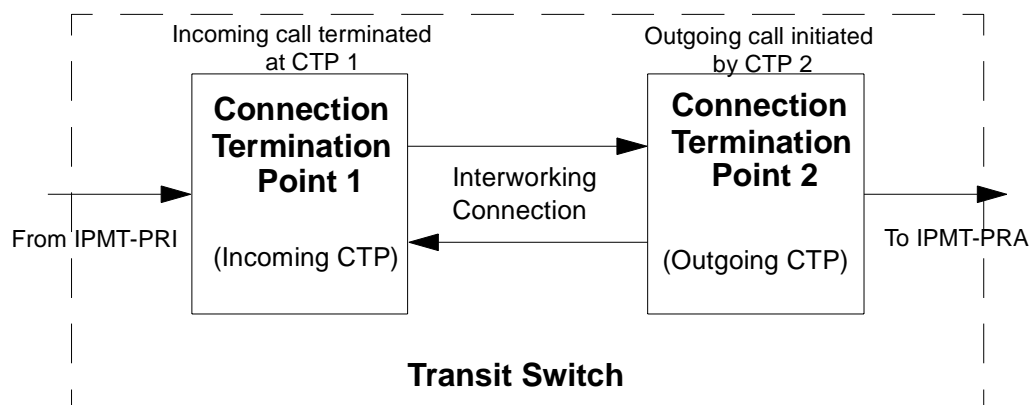 Incoming call terminated
at CTP 1
Outgoing call initiated
by CTP 2
Connection
Termination
Point 1
Connection
Termination
Point 2
Interworking
Connection
From IPMT-PRI
To IPMT-PRA
(Incoming CTP)
(Outgoing CTP)
Transit Switch